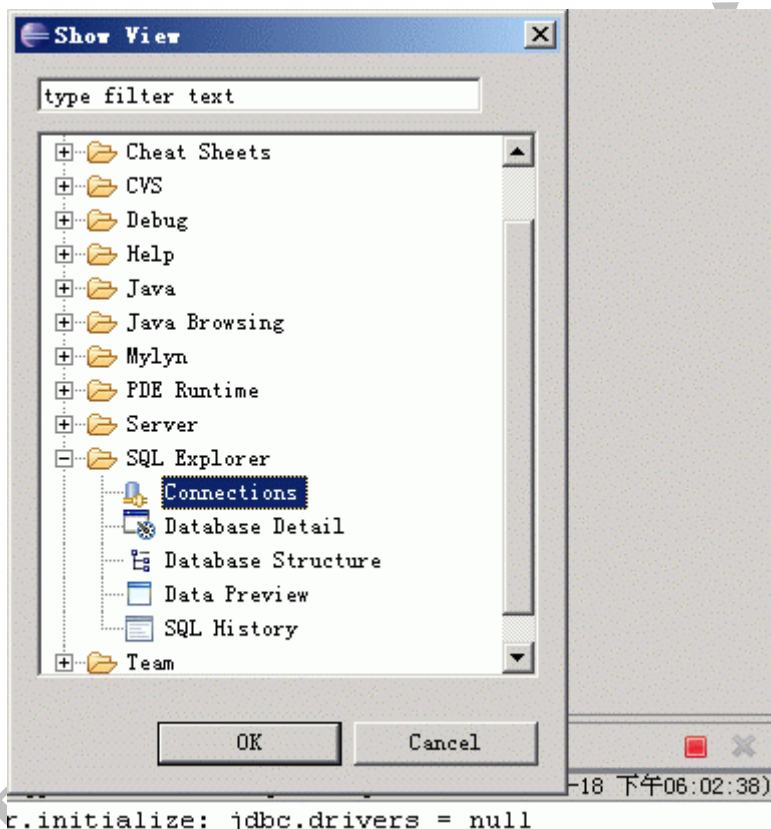 Show View
type filter text
Cheat Sheets
CVS
Debug
Help
Java
Java Browsing
Mylyn
PDE Runtime
Server
SQL Explorer
Connections
Database Detail
Database Structure
Data Preview
SQL History
Team
OK Cancel
-18 下午06:02:38)
r.initialize: jdbc.drivers = null